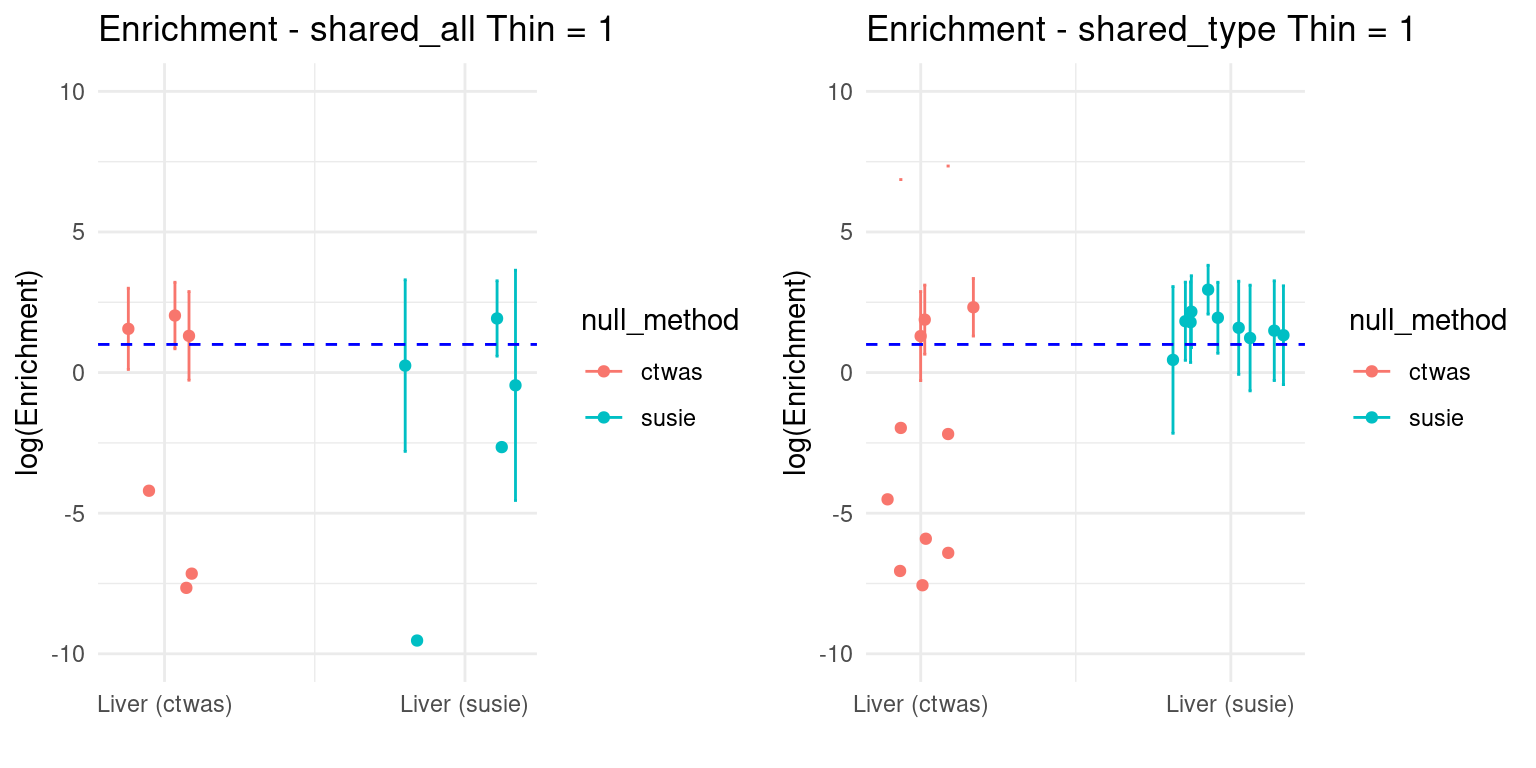 Enrichment - shared_all Thin = 1
log(Enrichment)
10
5
0
-5
-10
Liver (ctwas)
Liver (susie)
null_method
ctwas
susie
Enrichment - shared_type Thin = 1
log(Enrichment)
10
5
0
-5
-10
Liver (ctwas)
Liver (susie)
null_method
ctwas
susie